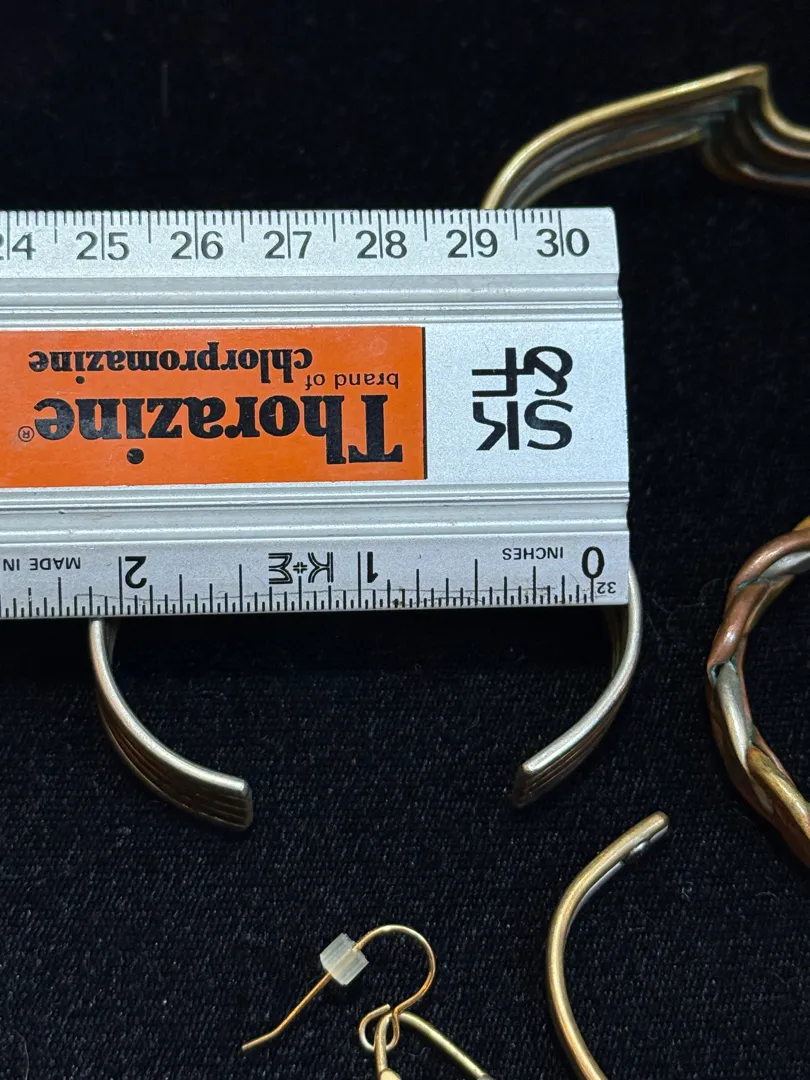 24 25 26 27 28 29 30
SK
&F
Thorazine®
brand of
chlorpromazine
0 INCHES 1 K+E 2 MADE IN
32